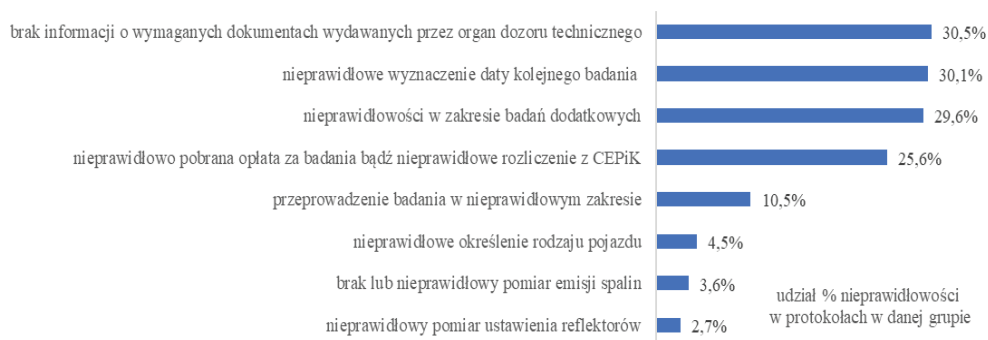 brak informacji o wymaganych dokumentach wydawanych przez organ dozoru technicznego 30,5%
nieprawidłowe wyznaczenie daty kolejnego badania 30,1%
nieprawidłowości w zakresie badań dodatkowych 29,6%
nieprawidłowo pobrana opłata za badania bądź nieprawidłowe rozliczenie z CEPiK 25,6%
przeprowadzenie badania w nieprawidłowym zakresie 10,5%
nieprawidłowe określenie rodzaju pojazdu 4,5%
brak lub nieprawidłowy pomiar emisji spalin 3,6%
nieprawidłowy pomiar ustawienia reflektorów 2,7%
udział % nieprawidłowości
w protokołach w danej grupie